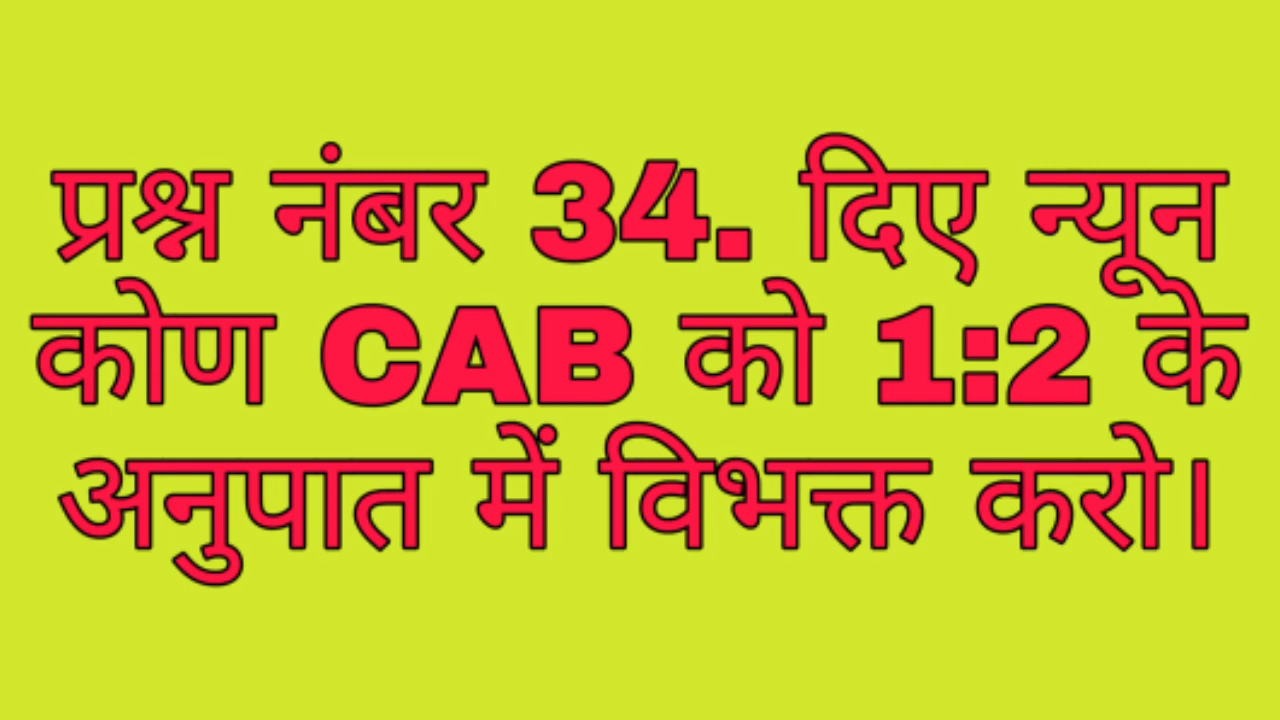 प्रश्न नंबर 34. दिए न्यून
कोण CAB को 1:2 के
अनुपात में विभक्त करो।